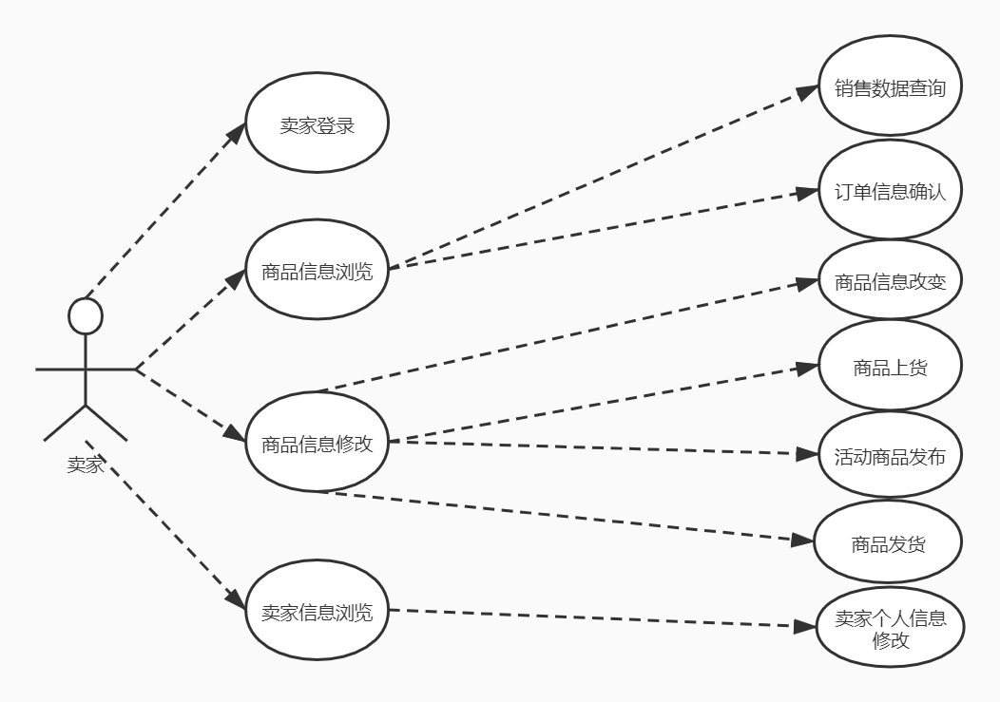 销售数据查询
卖家登录
订单信息确认
商品信息浏览
商品信息改变
商品上货
商品信息修改
活动商品发布
卖家
商品发货
卖家信息浏览
卖家个人信息
修改